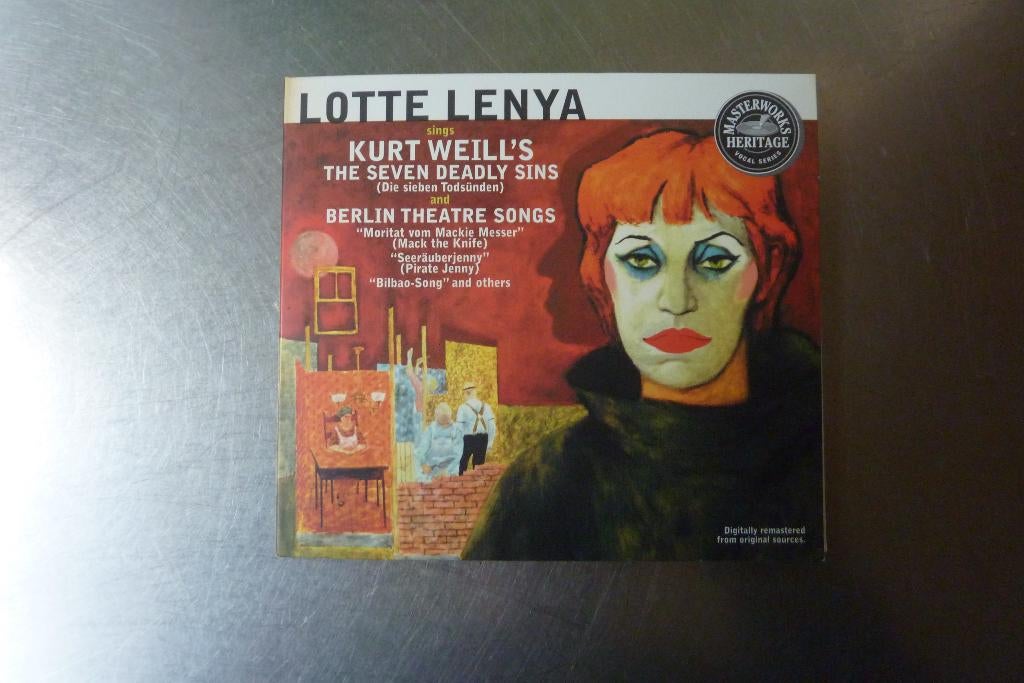 LOTTE LENYA
sings
KURT WEILL'S
THE SEVEN DEADLY SINS
(Die sieben Todsünden)
and
BERLIN THEATRE SONGS
"Moritat vom Mackie Messer"
(Mack the Knife)
"Seeräuberjenny"
(Pirate Jenny)
"Bilbao-Song" and others
MASTERWORKS
HERITAGE
VOCAL SERIES
Digitally remastered
from original sources.